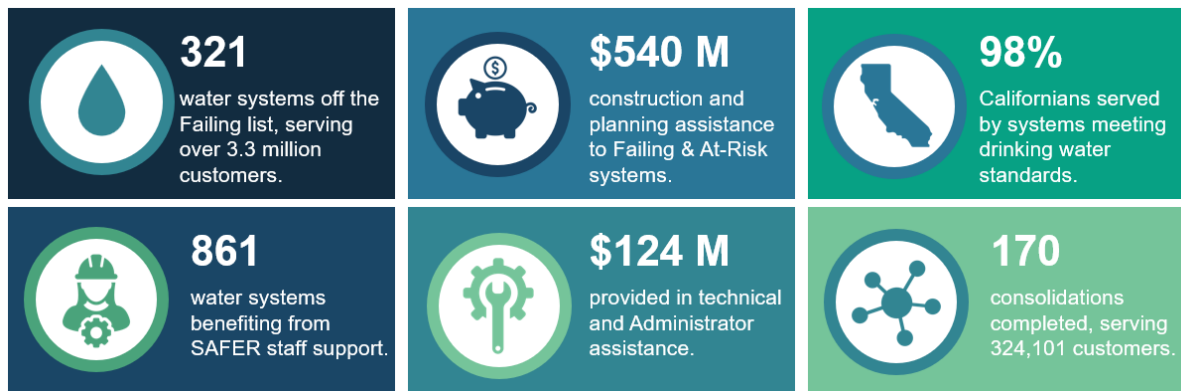 321
water systems off the
Failing list, serving
over 3.3 million
customers.
$
$540 M
construction and
planning assistance
to Failing & At-Risk
systems.
98%
Californians served
by systems meeting
drinking water
standards.
861
water systems
benefiting from
SAFER staff support.
$124 M
provided in technical
and Administrator
assistance.
170
consolidations
completed, serving
324,101 customers.